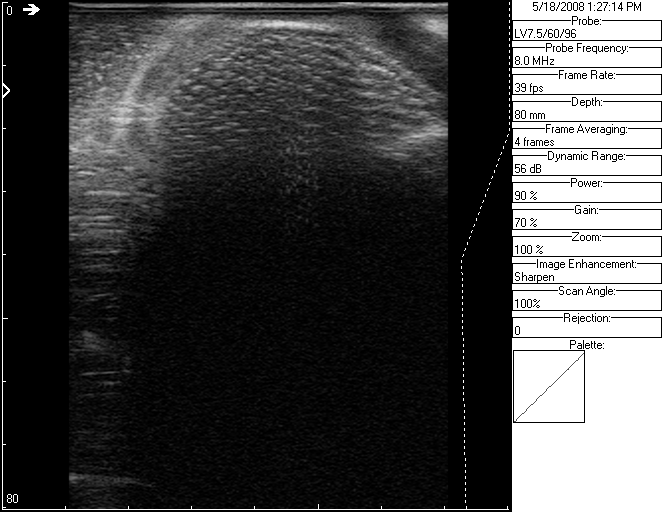 0
80
5/18/2008 1:27:14 PM
Probe:
LV7.5/60/96
Probe Frequency:
8.0 MHz
Frame Rate:
39 fps
Depth:
80 mm
Frame Averaging:
4 frames
Dynamic Range:
56 dB
Power:
90 %
Gain:
70 %
Zoom:
100 %
Image Enhancement:
Sharpen
Scan Angle:
100%
Rejection:
0
Palette: